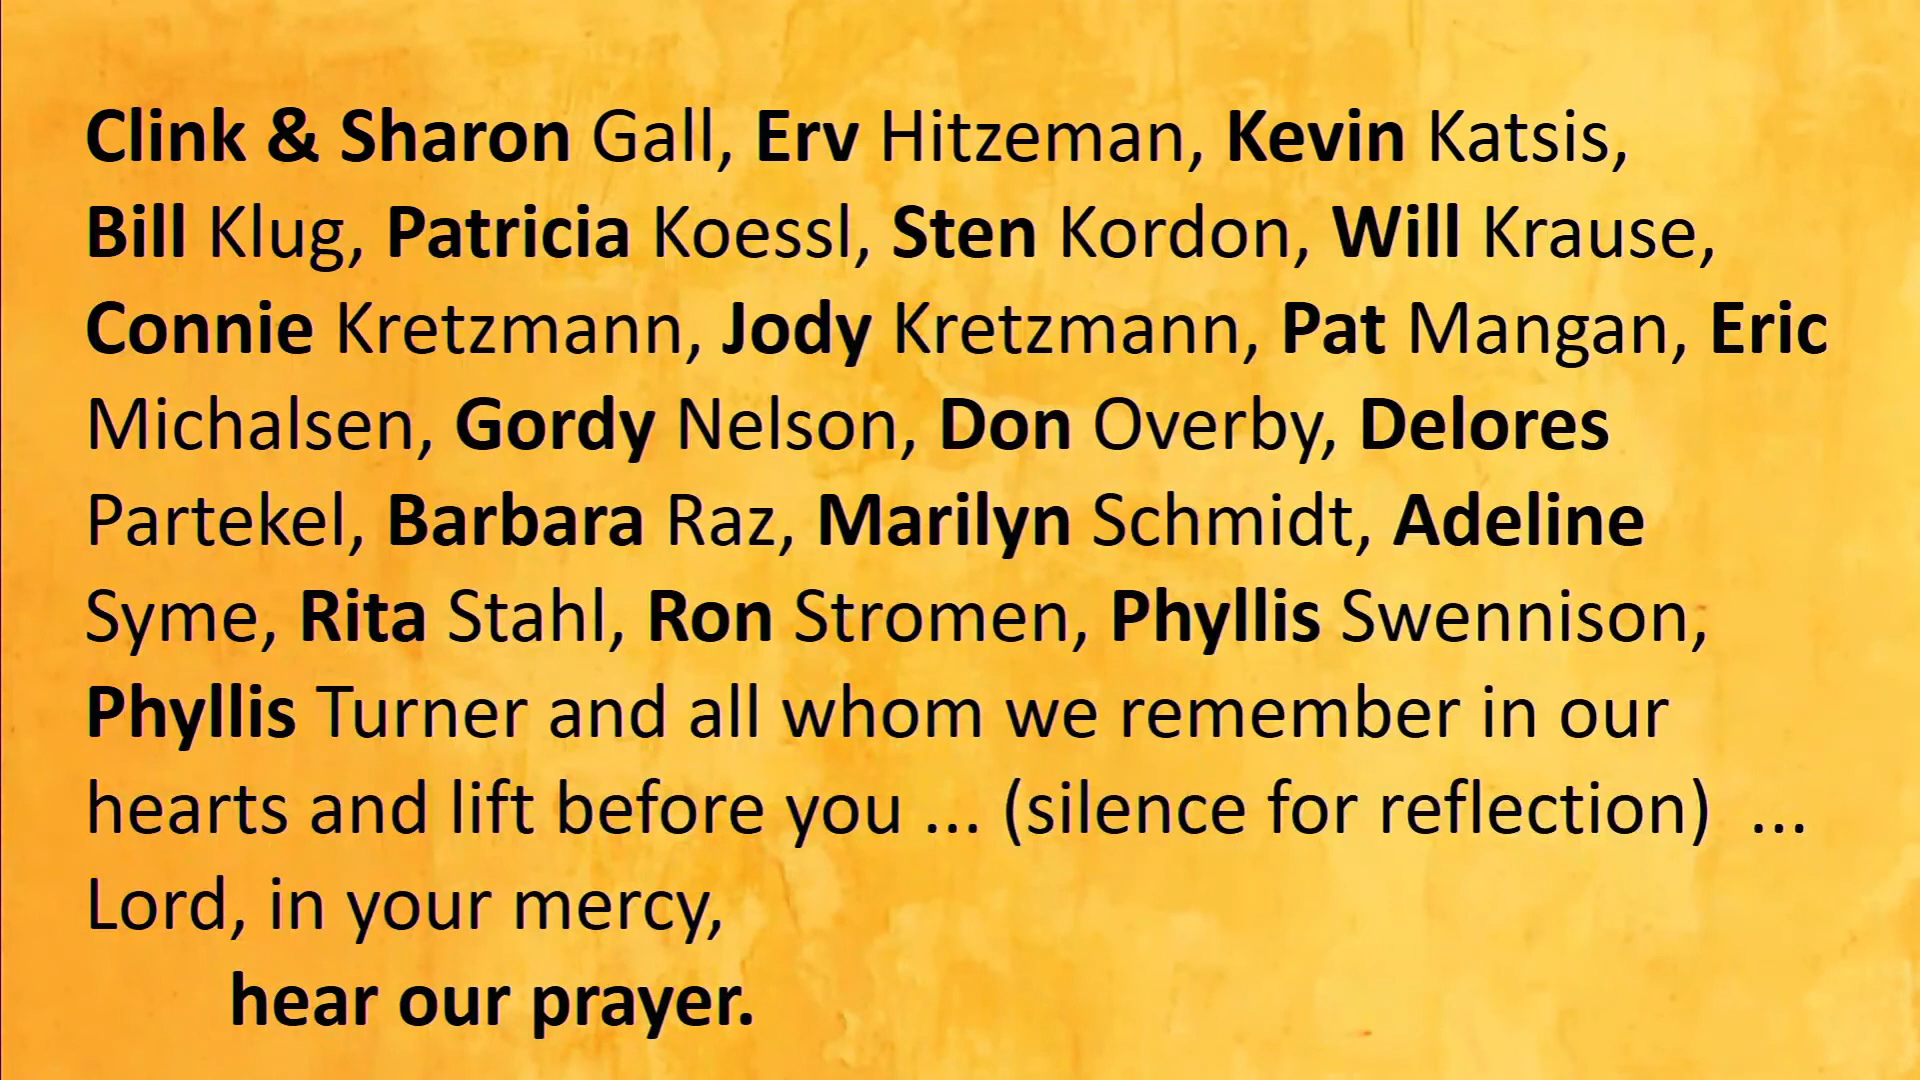 Clink & Sharon Gall, Erv Hitzeman, Kevin Katsis,
Bill Klug, Patricia Koessl, Sten Kordon, Will Krause,
Connie Kretzmann, Jody Kretzmann, Pat Mangan, Eric
Michalsen, Gordy Nelson, Don Overby, Delores
Partekel, Barbara Raz, Marilyn Schmidt, Adeline
Syme, Rita Stahl, Ron Stromen, Phyllis Swennison,
Phyllis Turner and all whom we remember in our
hearts and lift before you ... (silence for reflection)  ...
Lord, in your mercy,
hear our prayer.